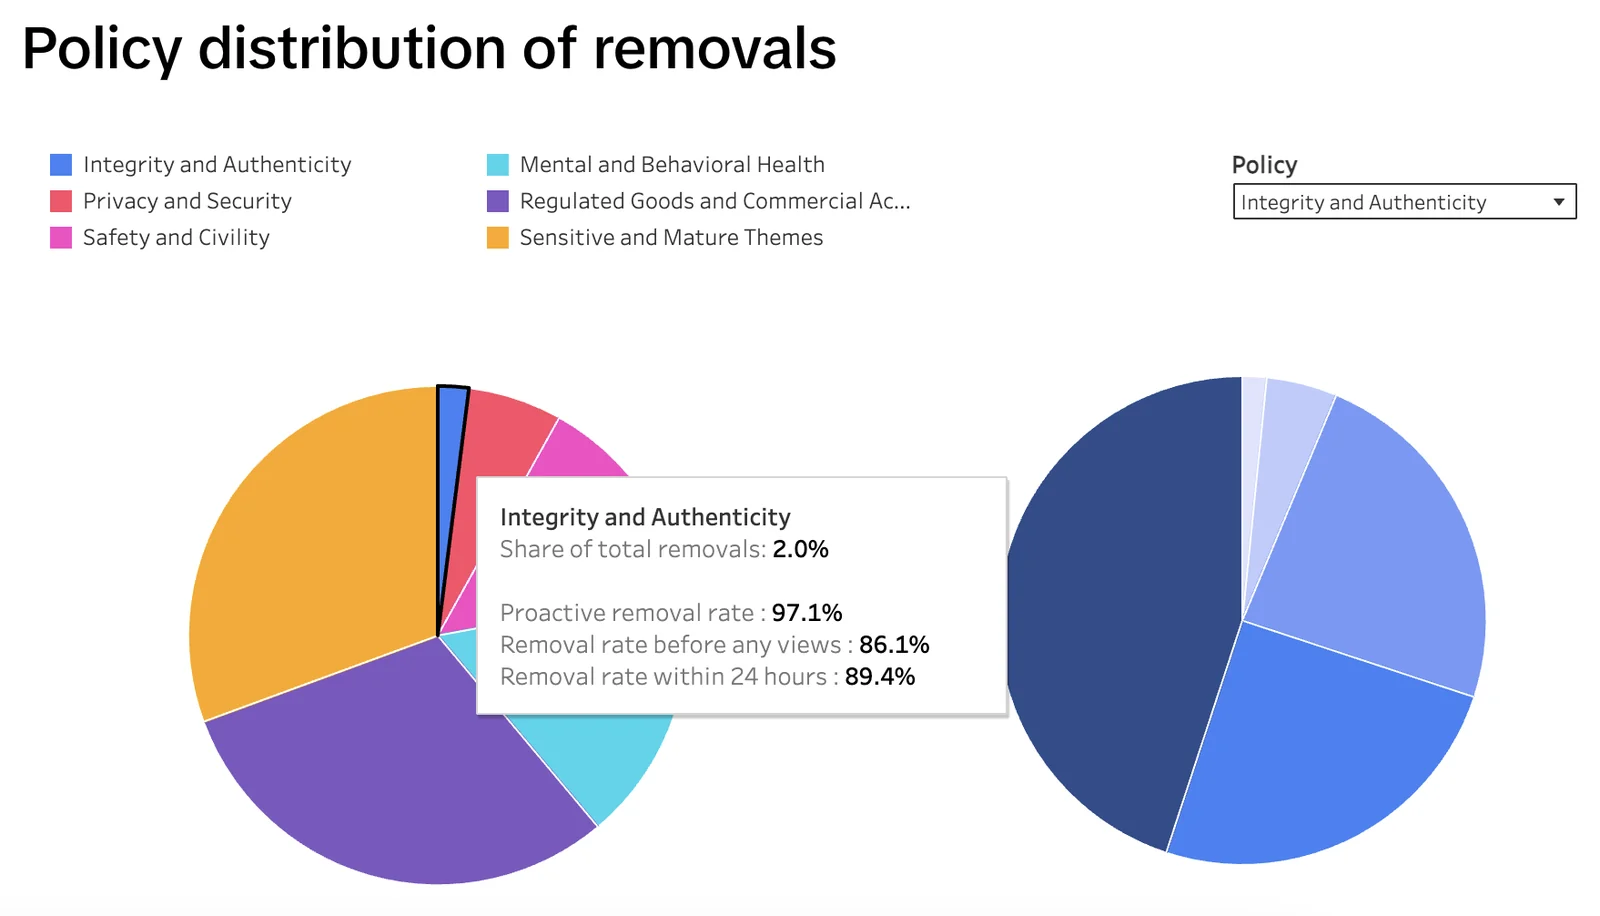 Policy distribution of removals
Integrity and Authenticity
Mental and Behavioral Health
Policy
Privacy and Security
Regulated Goods and Commercial Ac...
Integrity and Authenticity
Safety and Civility
Sensitive and Mature Themes
Integrity and Authenticity
Share of total removals: 2.0%
Proactive removal rate : 97.1%
Removal rate before any views : 86.1%
Removal rate within 24 hours : 89.4%